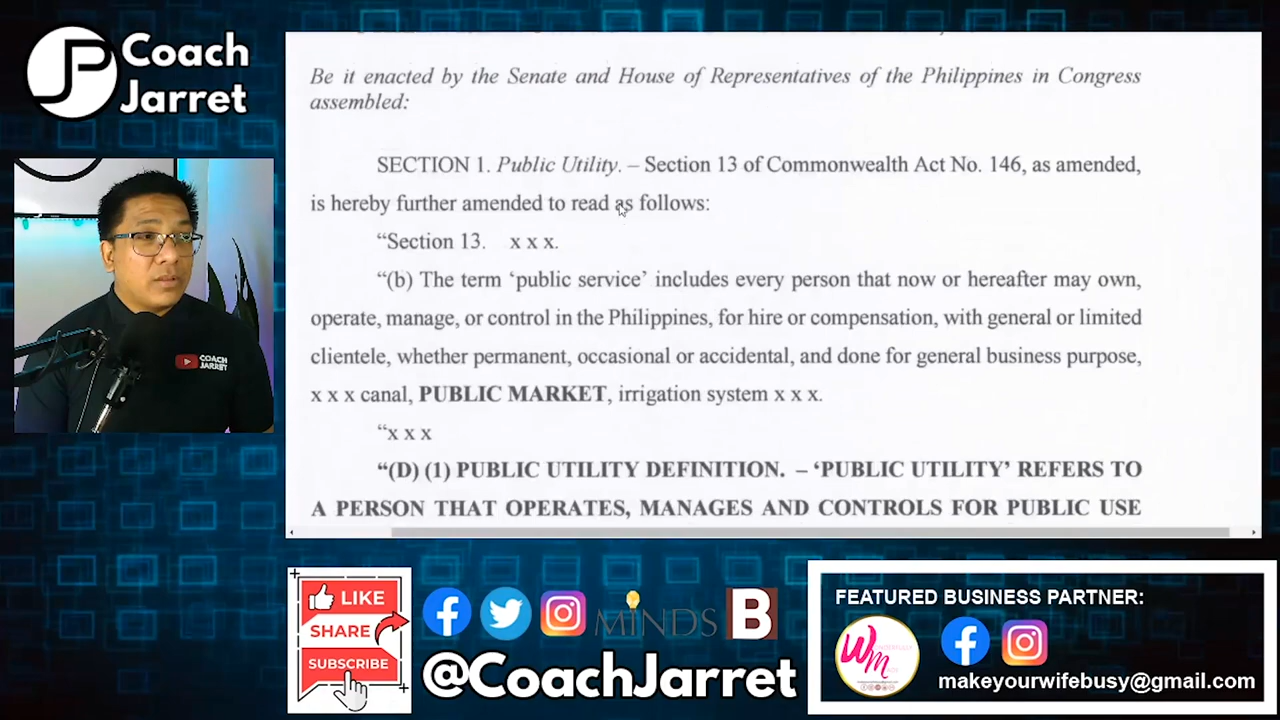 Coach
Jarret
Be it enacted by the Senate and House of Representatives of the Philippines in Congress
assembled:
SECTION 1. Public Utility. – Section 13 of Commonwealth Act No. 146, as amended,
is hereby further amended to read as follows:
“Section 13. x x x.
“(b) The term ‘public service’ includes every person that now or hereafter may own,
operate, manage, or control in the Philippines, for hire or compensation, with general or limited
clientele, whether permanent, occasional or accidental, and done for general business purpose,
x x x canal, PUBLIC MARKET, irrigation system x x x.
“x x x
“(D) (1) PUBLIC UTILITY DEFINITION. – ‘PUBLIC UTILITY’ REFERS TO
A PERSON THAT OPERATES, MANAGES AND CONTROLS FOR PUBLIC USE
COACH
JARRET
LIKE
SHARE
SUBSCRIBE
MINDS
B
@CoachJarret
FEATURED BUSINESS PARTNER:
WM
makeyourwifebusy@gmail.com